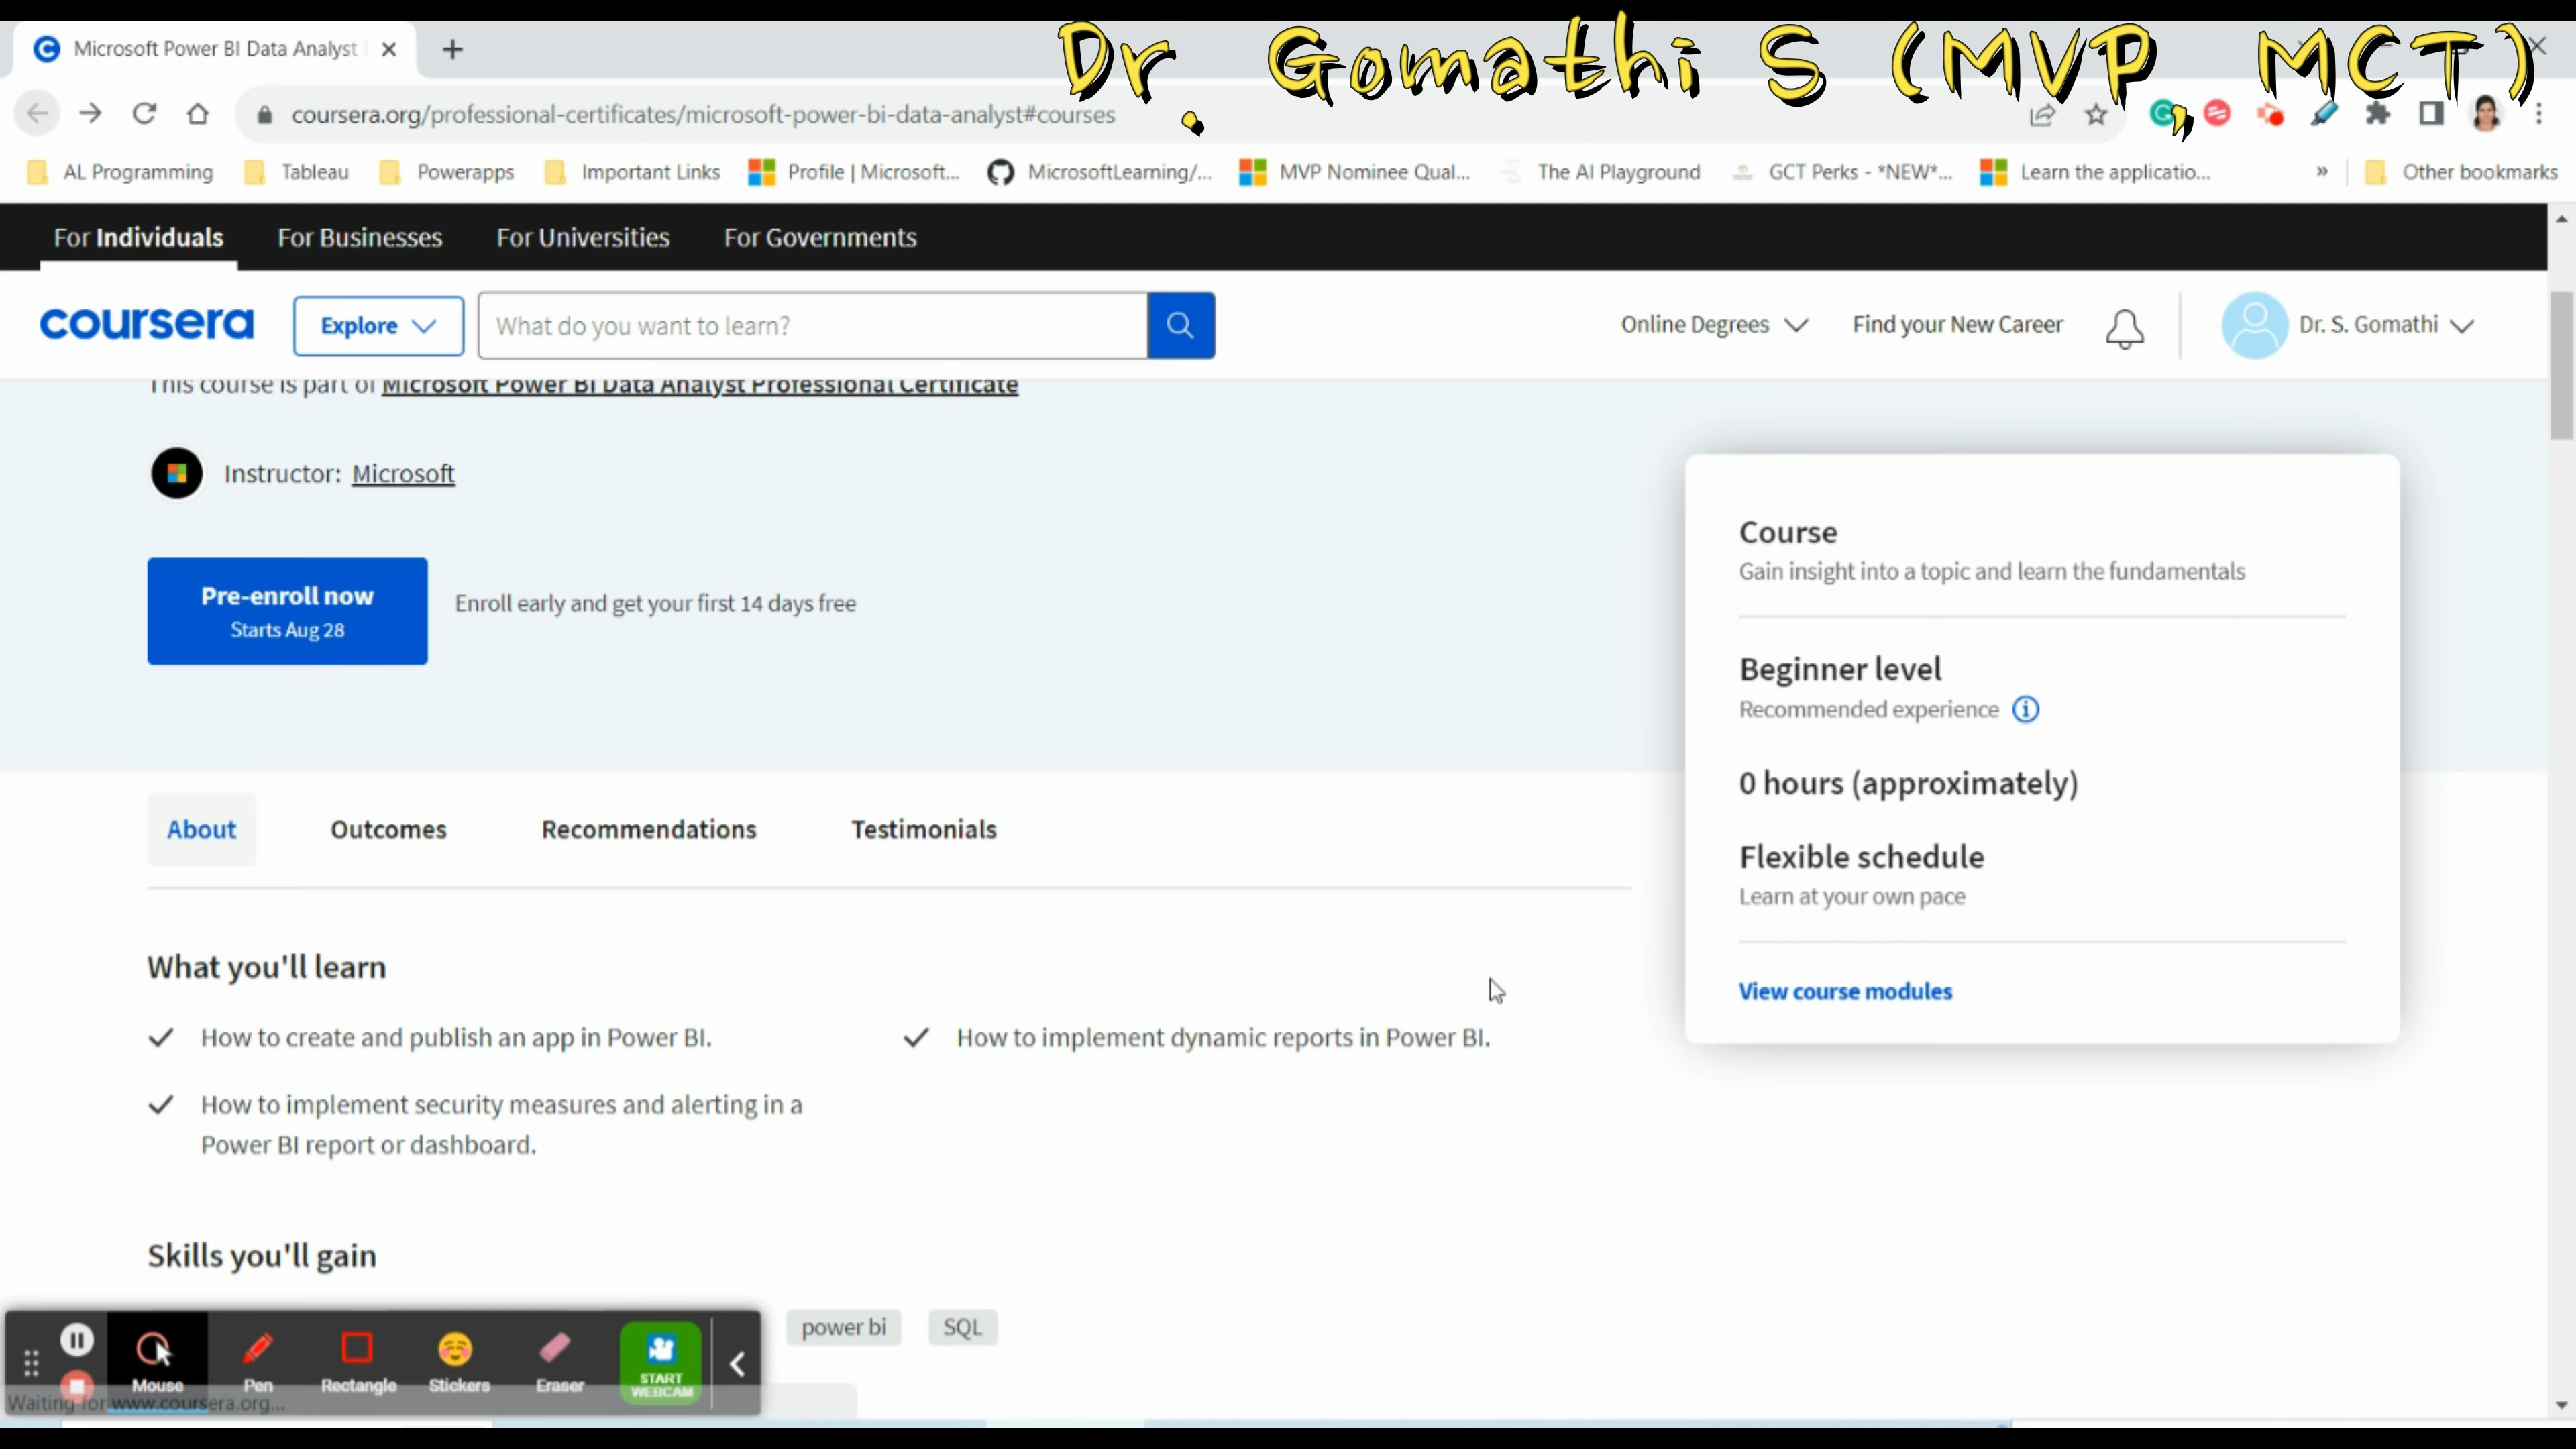 Dr. Gomathi S (MVP, MCT)
Microsoft Power BI Data Analyst
coursera.org/professional-certificates/microsoft-power-bi-data-analyst#courses
AL Programming Tableau Powerapps Important Links Profile | Microsoft... MicrosoftLearning/... MVP Nominee Qual... The AI Playground GCT Perks - *NEW*... Learn the applicatio... » Other bookmarks
For Individuals For Businesses For Universities For Governments
coursera Explore What do you want to learn? Online Degrees Find your New Career Dr. S. Gomathi
This course is part of Microsoft Power BI Data Analyst Professional Certificate
Instructor: Microsoft
Pre-enroll now
Starts Aug 28
Enroll early and get your first 14 days free
Course
Gain insight into a topic and learn the fundamentals
Beginner level
Recommended experience
0 hours (approximately)
Flexible schedule
Learn at your own pace
View course modules
About Outcomes Recommendations Testimonials
What you'll learn
How to create and publish an app in Power BI.
How to implement dynamic reports in Power BI.
How to implement security measures and alerting in a
Power BI report or dashboard.
Skills you'll gain
power bi SQL
Mouse Pen Rectangle Stickers Eraser START WEBCAM
Waiting for www.coursera.org...